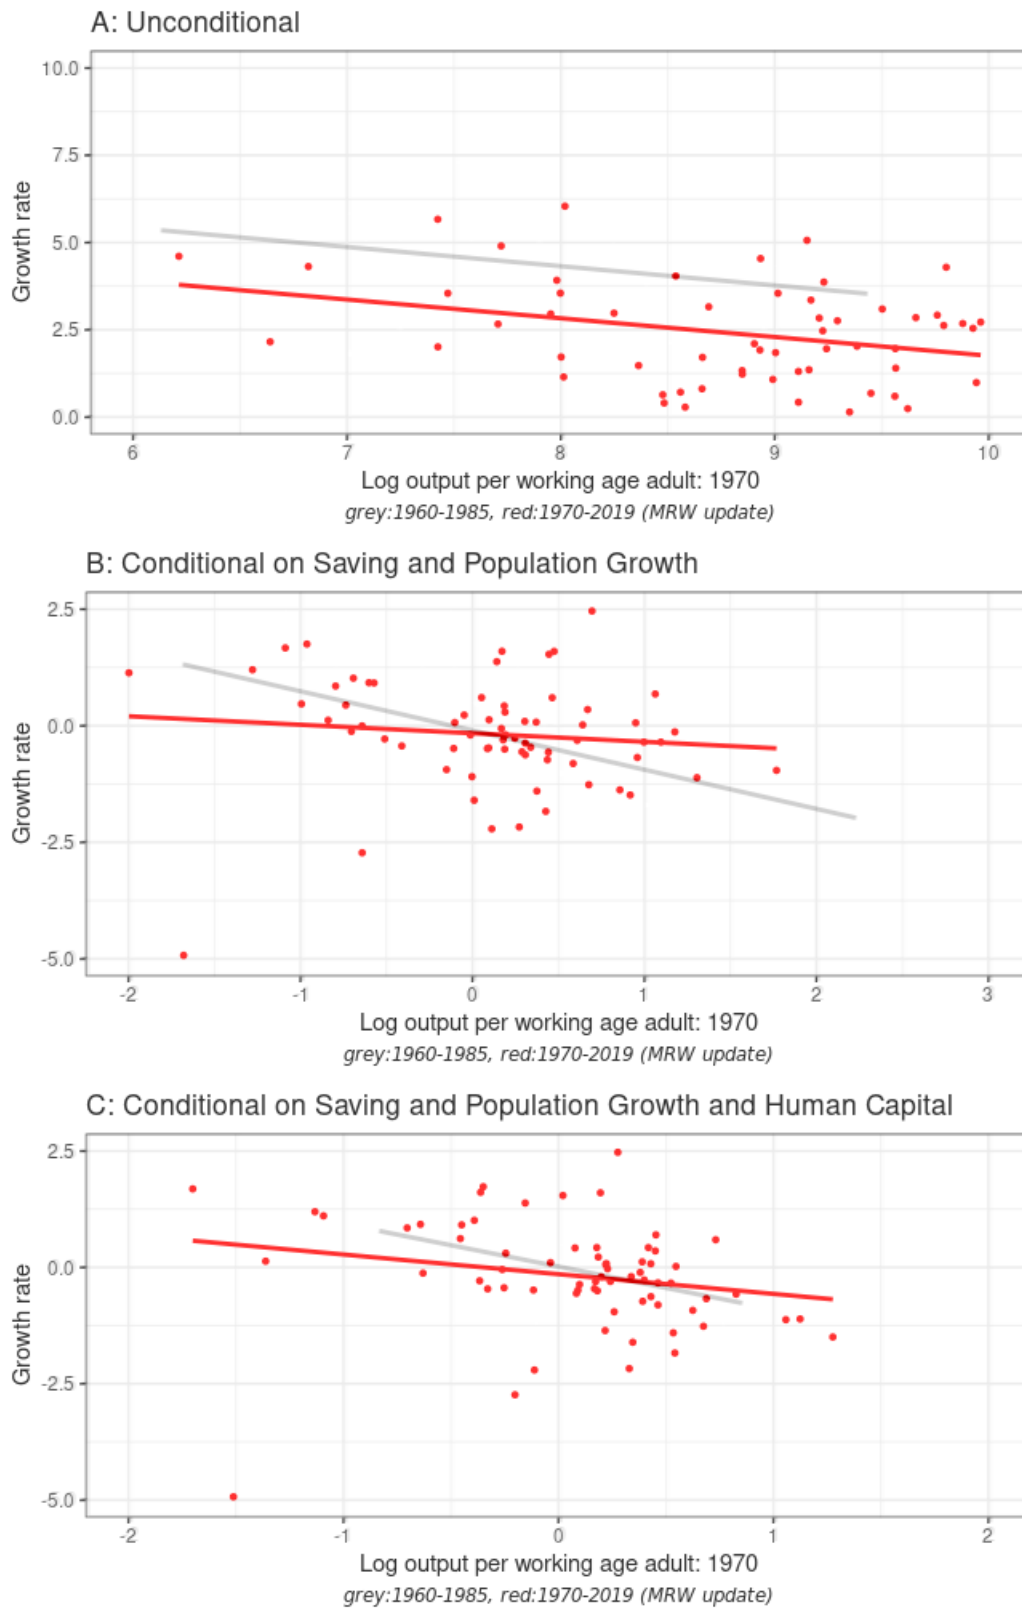 A: Unconditional
10.0
7.5
5.0
2.5
0.0
Growth rate
6 7 8 9 10
Log output per working age adult: 1970
grey:1960-1985, red:1970-2019 (MRW update)
B: Conditional on Saving and Population Growth
2.5
0.0
-2.5
-5.0
Growth rate
-2 -1 0 1 2 3
Log output per working age adult: 1970
grey:1960-1985, red:1970-2019 (MRW update)
C: Conditional on Saving and Population Growth and Human Capital
2.5
0.0
-2.5
-5.0
Growth rate
-2 -1 0 1 2
Log output per working age adult: 1970
grey:1960-1985, red:1970-2019 (MRW update)